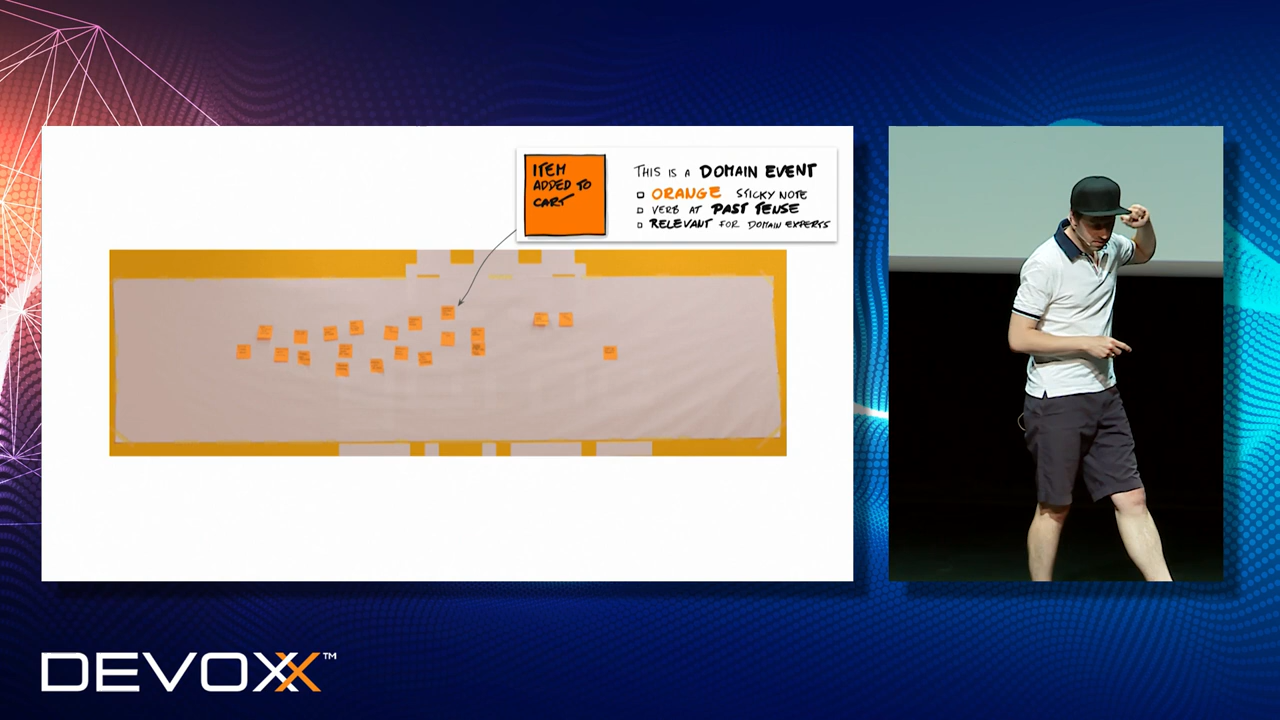 ITEM
ADDED TO
CART
THIS IS A DOMAIN EVENT
ORANGE STICKY NOTE
VERB AT PAST TENSE
RELEVANT FOR DOMAIN EXPERTS
DEVOXX™